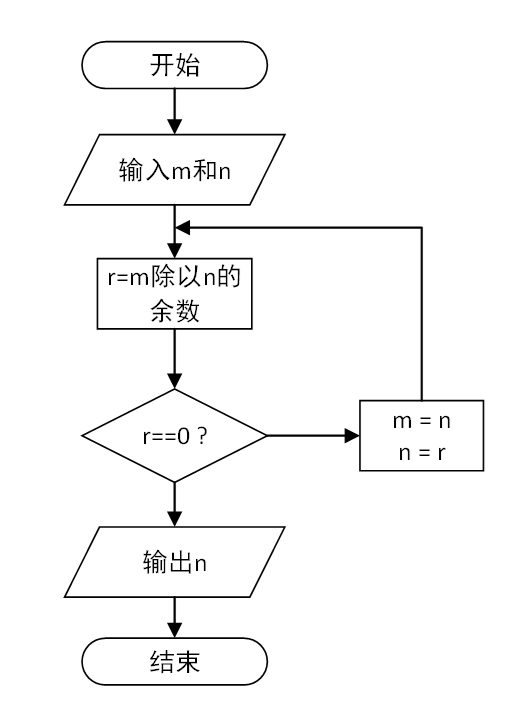 开始
输入m和n
r=m除以n的
余数
r==0？
m = n
n = r
输出n
结束